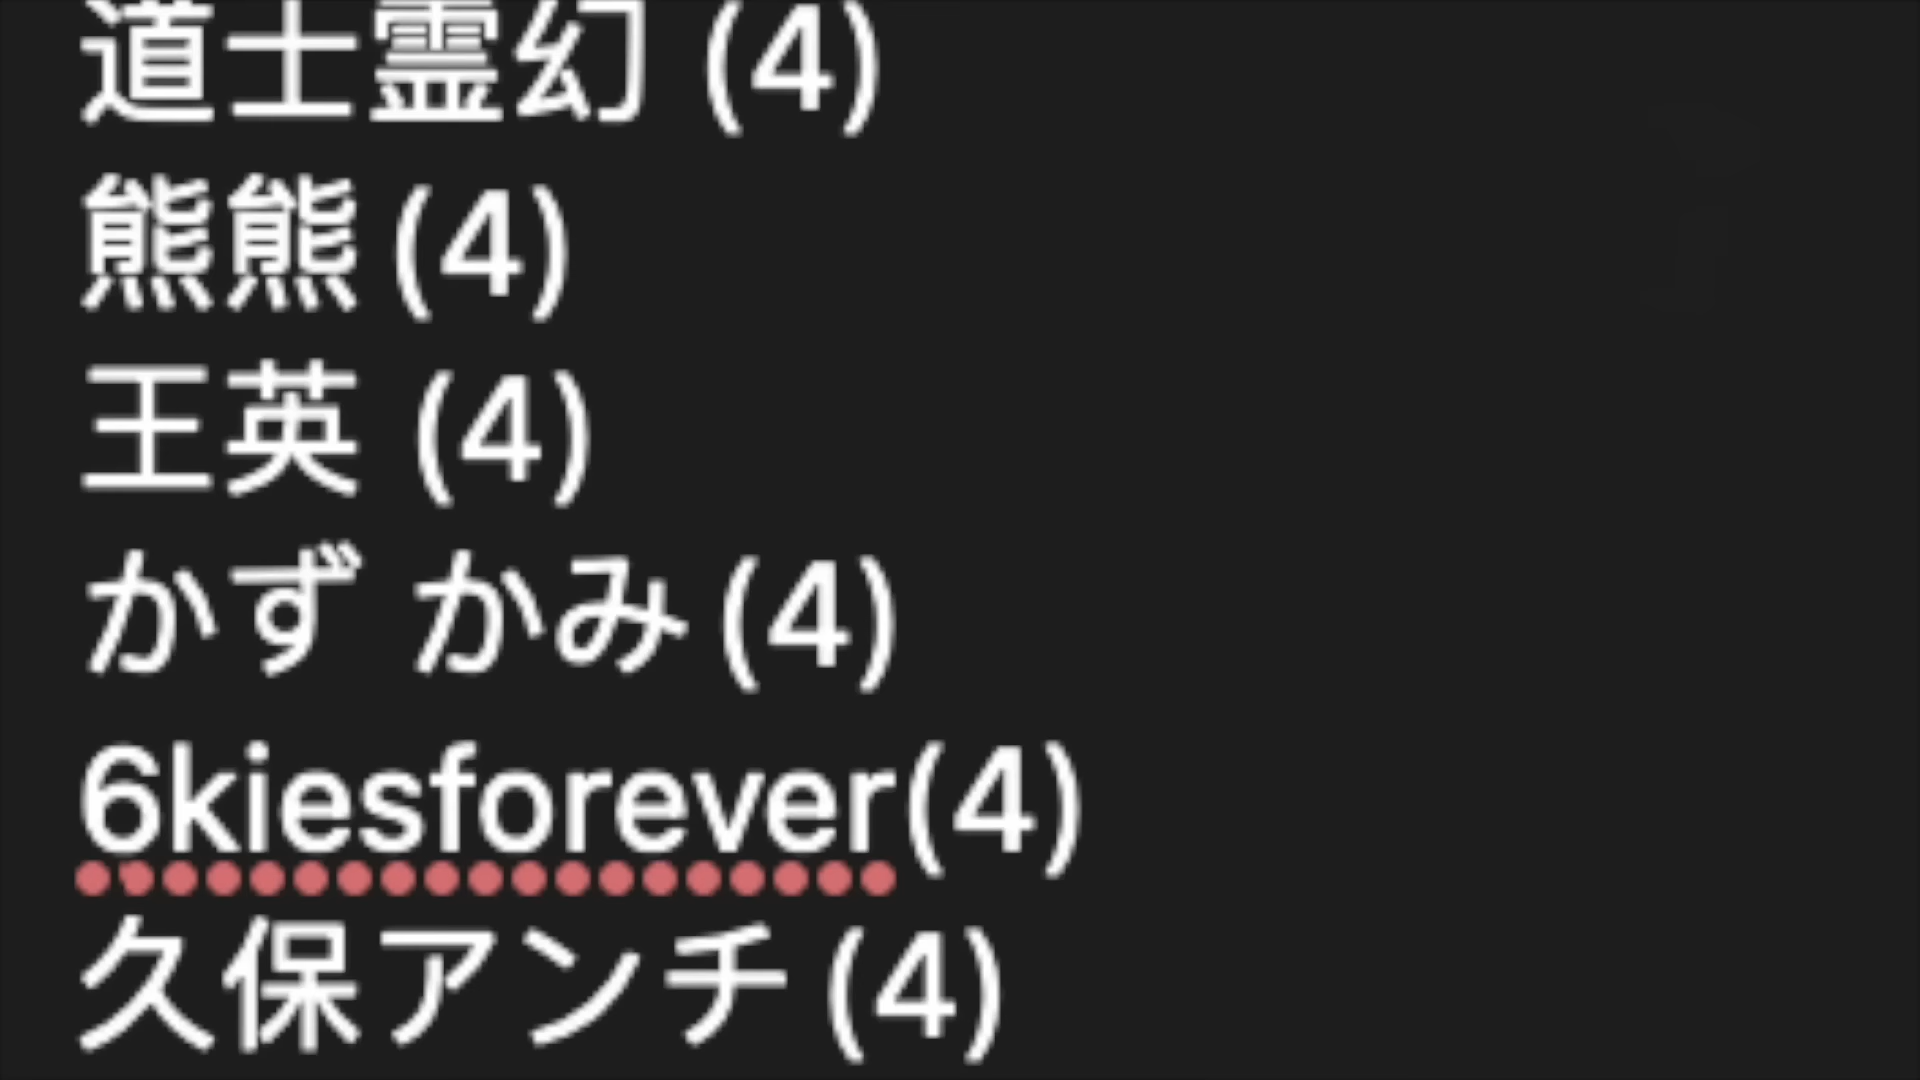 道士霊幻 (4)
熊熊 (4)
王英 (4)
かず かみ (4)
6kiesforever(4)
久保アンチ (4)